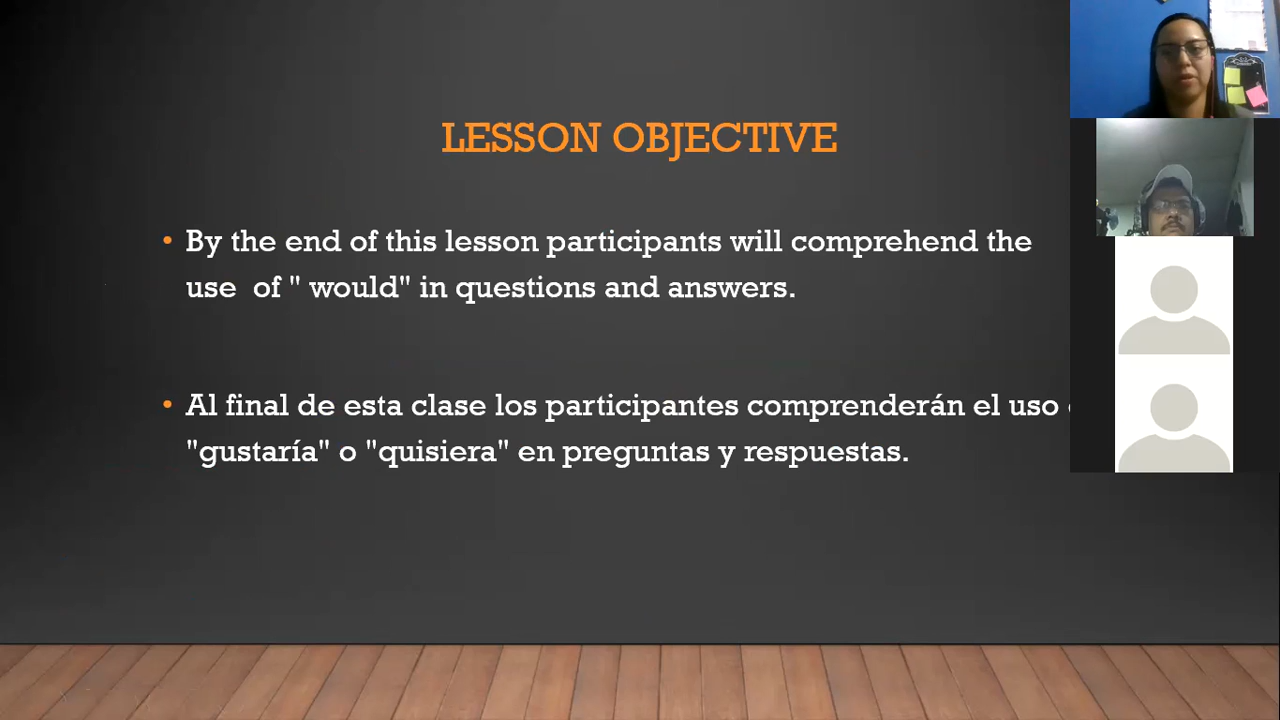 LESSON OBJECTIVE
• By the end of this lesson participants will comprehend the
use  of " would" in questions and answers.
• Al final de esta clase los participantes comprenderán el uso
"gustaría" o "quisiera" en preguntas y respuestas.